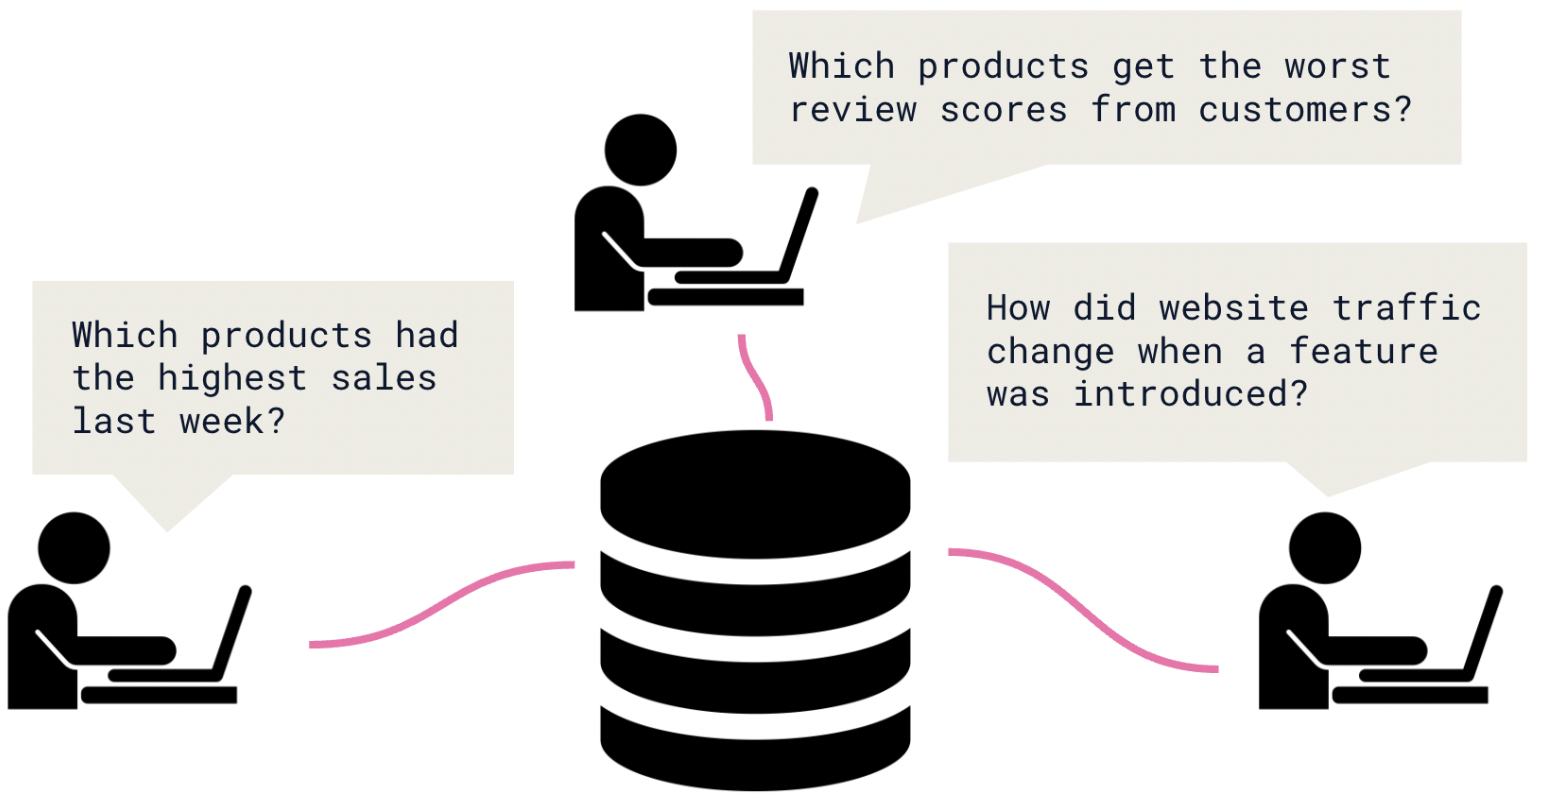 Which products get the worst
review scores from customers?
How did website traffic
change when a feature
was introduced?
Which products had
the highest sales
last week?